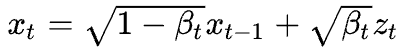 $x_t = \sqrt{1 - \beta_t} x_{t-1} + \sqrt{\beta_t} z_t$